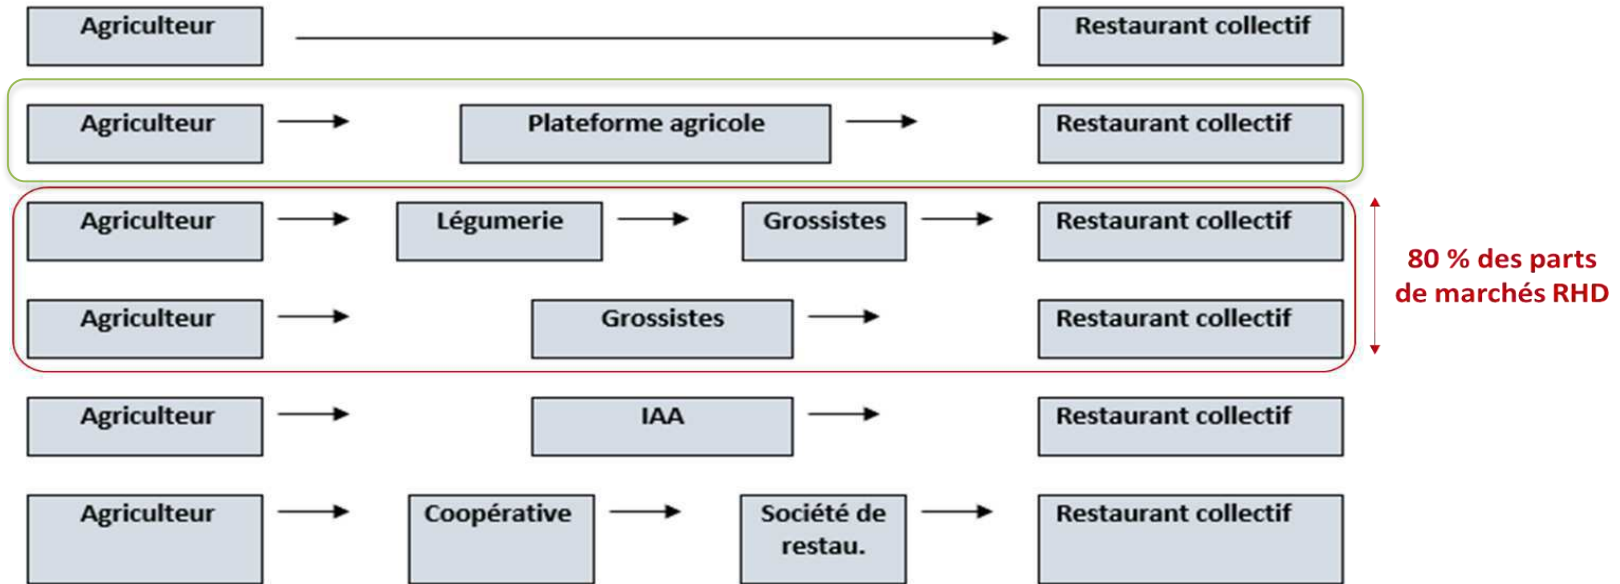 Agriculteur
Restaurant collectif
Agriculteur
Plateforme agricole
Restaurant collectif
Agriculteur
Légumerie
Grossistes
Restaurant collectif
80 % des parts
de marchés RHD
Agriculteur
Grossistes
Restaurant collectif
Agriculteur
IAA
Restaurant collectif
Agriculteur
Coopérative
Société de
restau.
Restaurant collectif